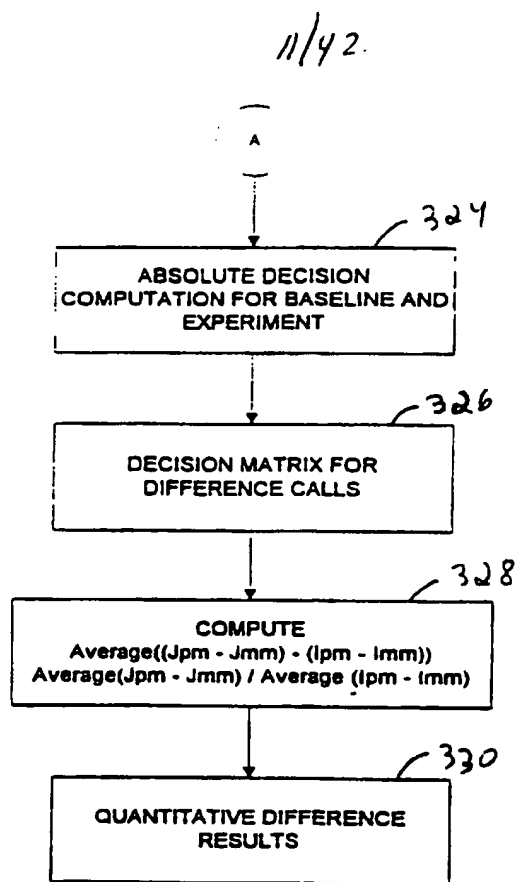 11/42.
A
324
ABSOLUTE DECISION
COMPUTATION FOR BASELINE AND
EXPERIMENT
326
DECISION MATRIX FOR
DIFFERENCE CALLS
328
COMPUTE
Average((Jpm - Jmm) - (Ipm - Imm))
Average(Jpm - Jmm) / Average (Ipm - Imm)
330
QUANTITATIVE DIFFERENCE
RESULTS